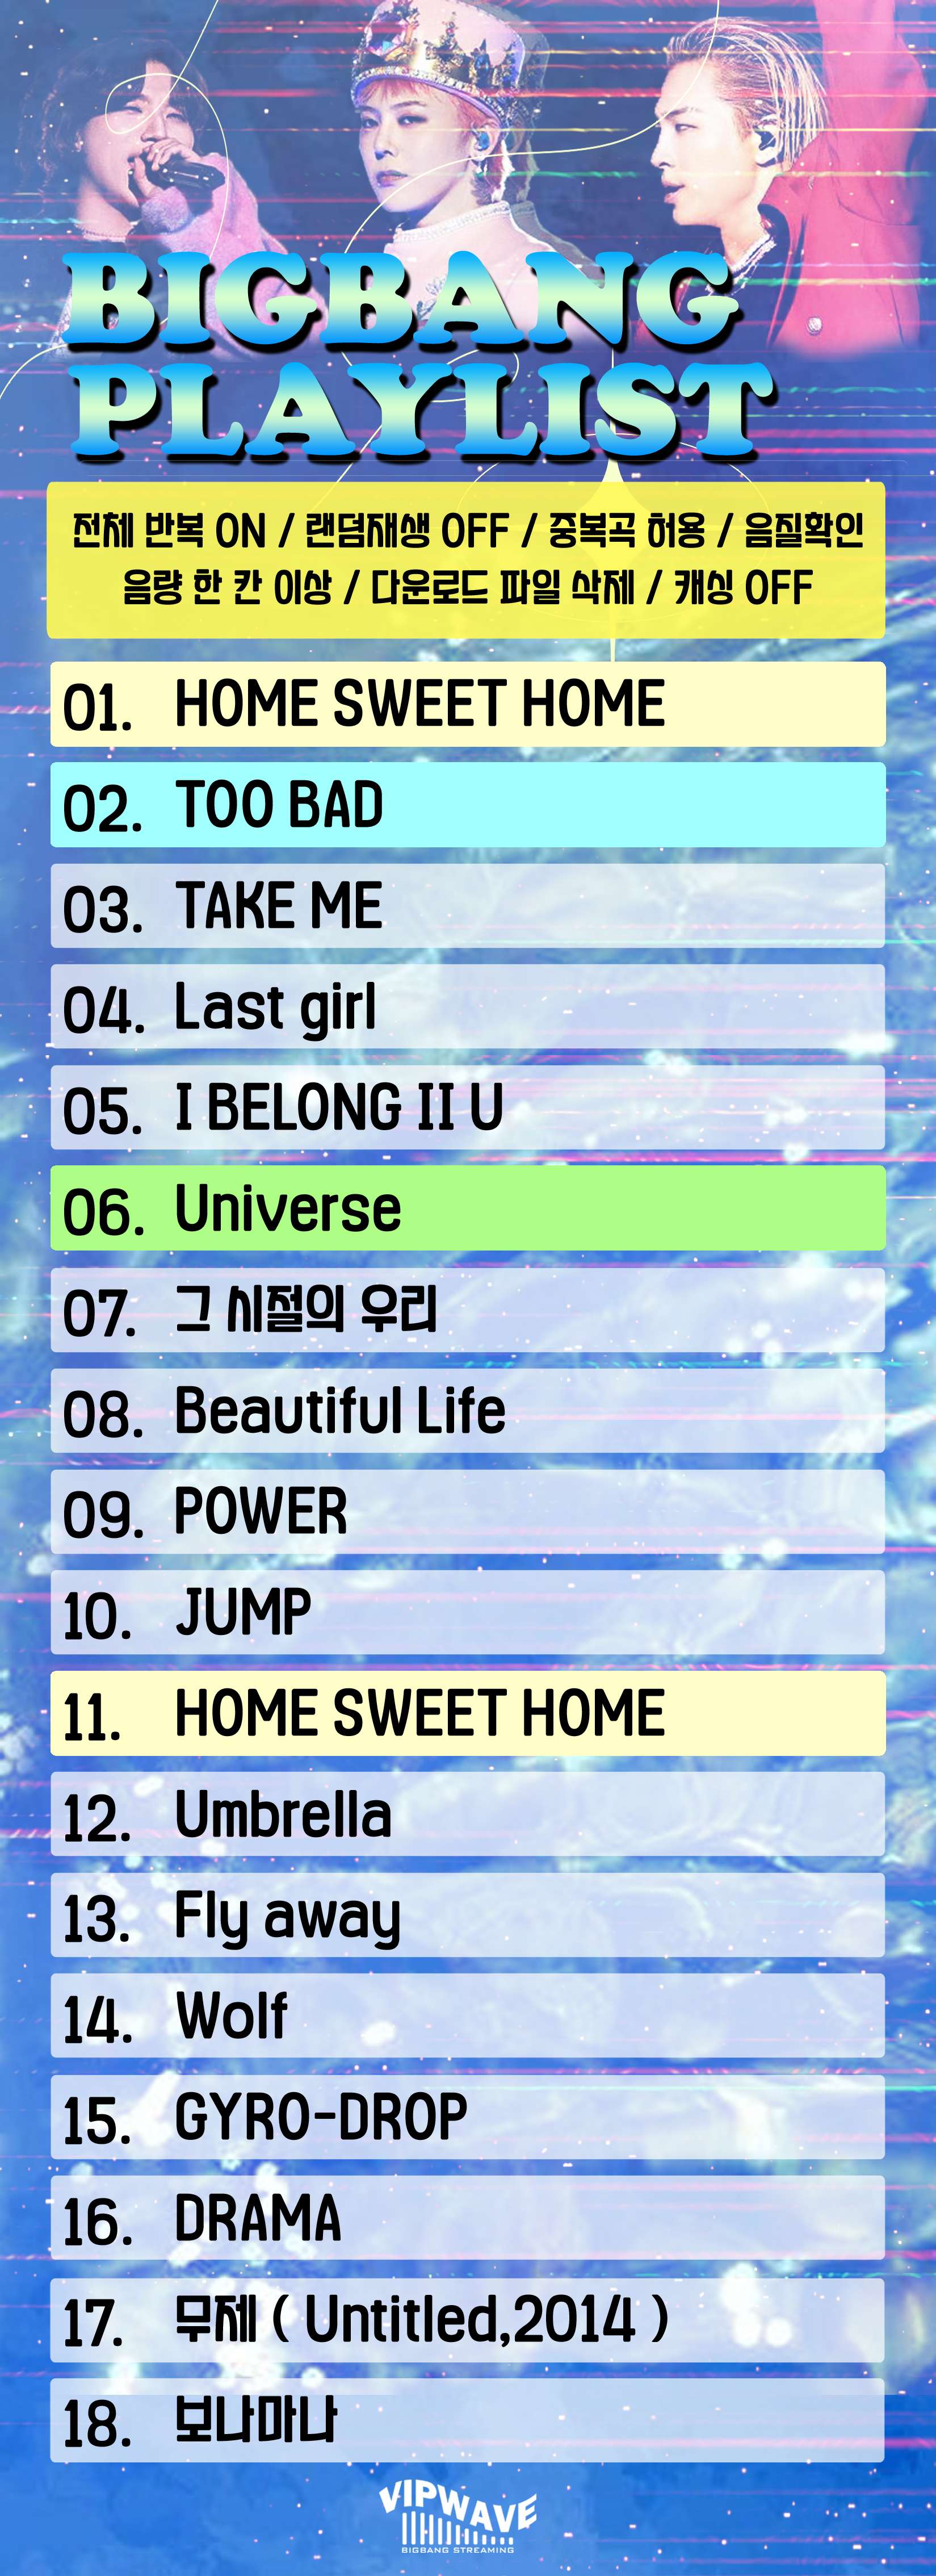 BIGBANG
PLAYLIST
전체 반복 ON / 랜덤재생 OFF / 중복곡 허용 / 음질확인
음량 한 칸 이상 / 다운로드 파일 삭제 / 캐싱 OFF
01. HOME SWEET HOME
02. TOO BAD
03. TAKE ME
04. Last girl
05. I BELONG II U
06. Universe
07. 그 시절의 우리
08. Beautiful Life
09. POWER
10. JUMP
11. HOME SWEET HOME
12. Umbrella
13. Fly away
14. Wolf
15. GYRO-DROP
16. DRAMA
17. 무제 ( Untitled,2014 )
18. 보나마나
VIPWAVE
BIGBANG STREAMING